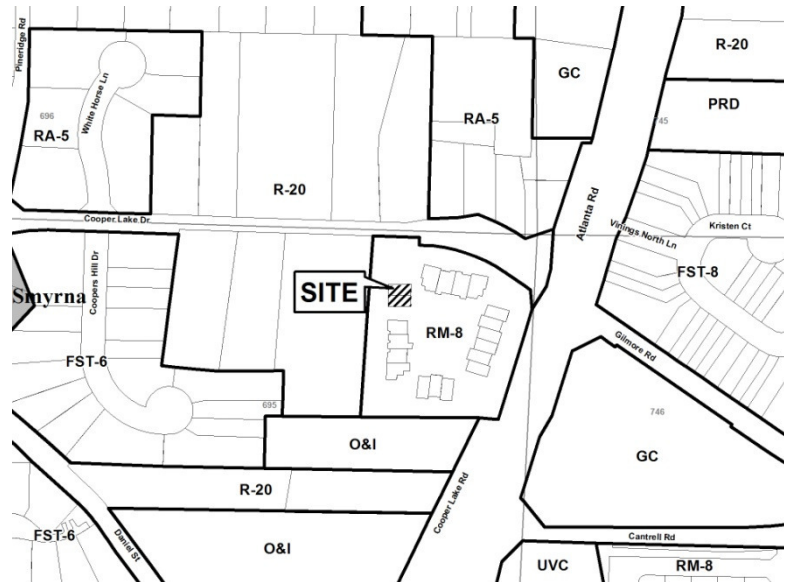 Pineridge Rd
White Horse Ln
696
RA-5
R-20
RA-5
GC
R-20
PRD
745
Cooper Lake Dr
Atlanta Rd
Vinings North Ln
Kristen Ct
FST-8
Smyrna
Coopers Hill Dr
SITE
RM-8
Gilmore Rd
FST-6
695
746
GC
O&I
R-20
Cooper Lake Rd
O&I
FST-6
Daniel St
Cantrell Rd
UVC
RM-8